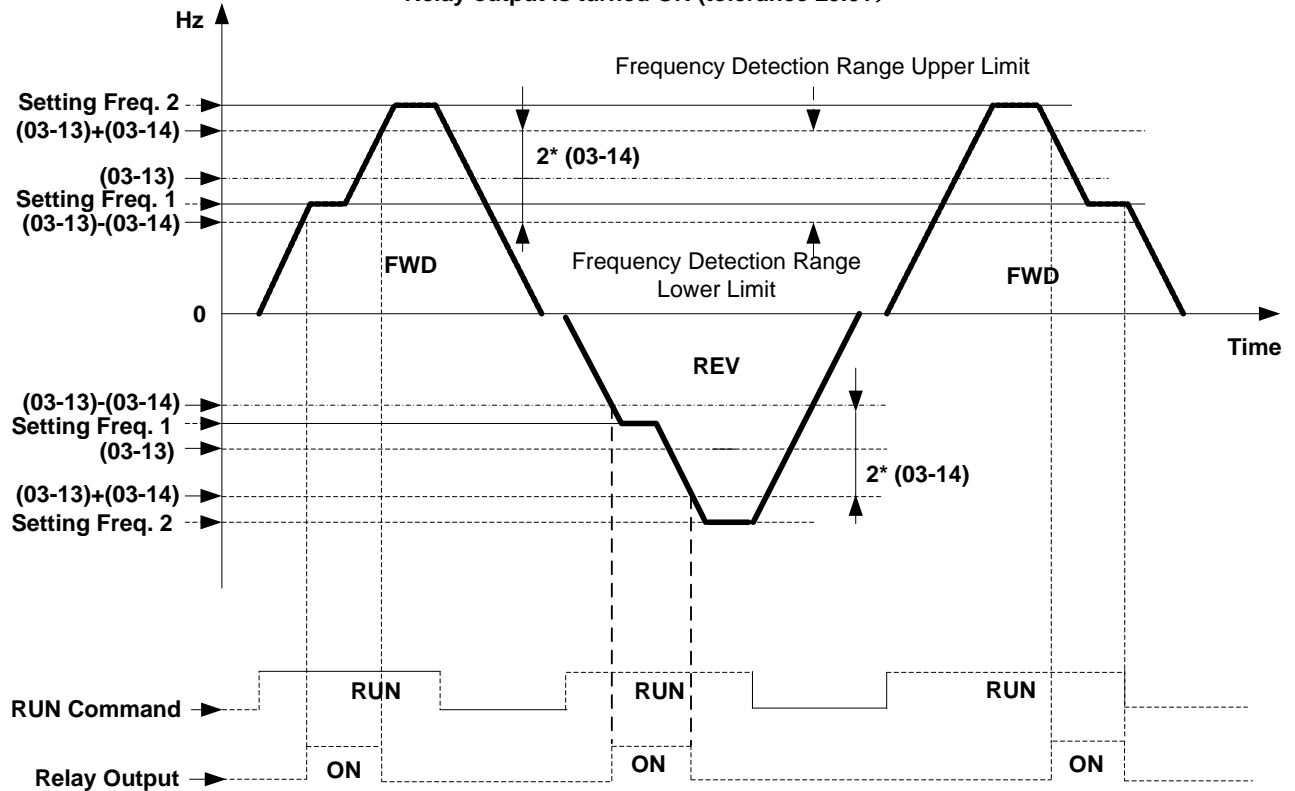 Hz
Frequency Detection Range Upper Limit
Setting Freq. 2
(03-13)+(03-14)
2* (03-14)
(03-13)
Setting Freq. 1
(03-13)-(03-14)
FWD
Frequency Detection Range
Lower Limit
FWD
0
Time
REV
(03-13)-(03-14)
Setting Freq. 1
(03-13)
2* (03-14)
(03-13)+(03-14)
Setting Freq. 2
RUN
RUN
RUN
RUN Command
ON
ON
ON
Relay Output